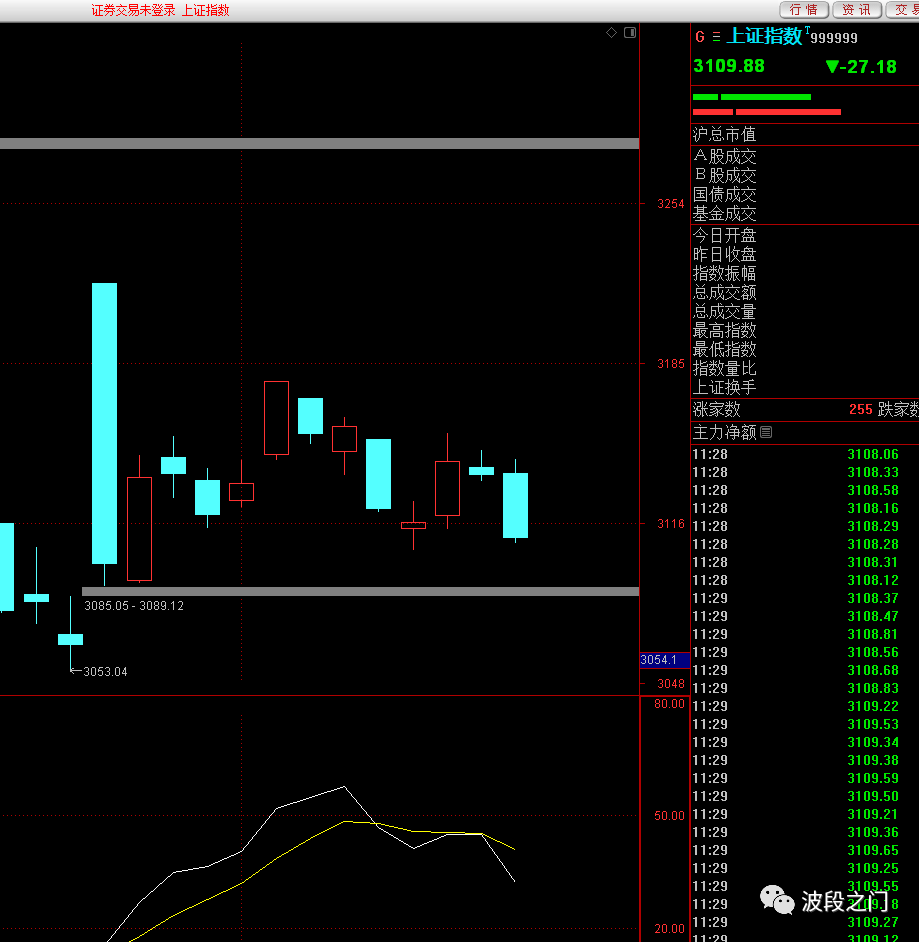 证券交易未登录 上证指数
行情 资讯 交易
G 上证指数 T 999999
3109.88 ▼-27.18
沪总市值
A股成交
B股成交
国债成交
基金成交
今日开盘
昨日收盘
指数振幅
总成交额
总成交量
最高指数
最低指数
指数量比
上证换手
涨家数 255 跌家数
主力净额
11:28 3108.06
11:28 3108.33
11:28 3108.58
11:28 3108.16
11:28 3108.29
11:28 3108.28
11:28 3108.31
11:28 3108.12
11:29 3108.37
11:29 3108.47
11:29 3108.81
11:29 3108.56
11:29 3108.68
11:29 3108.83
11:29 3109.22
11:29 3109.53
11:29 3109.34
11:29 3109.38
11:29 3109.59
11:29 3109.50
11:29 3109.21
11:29 3109.36
11:29 3109.65
11:29 3109.25
11:29 3109.55
11:29 3109.18
11:29 3109.27
11:29 3109.12
3254
3185
3116
3085.05 - 3089.12
3054.1
←3053.04
3048
80.00
50.00
20.00
波段之门